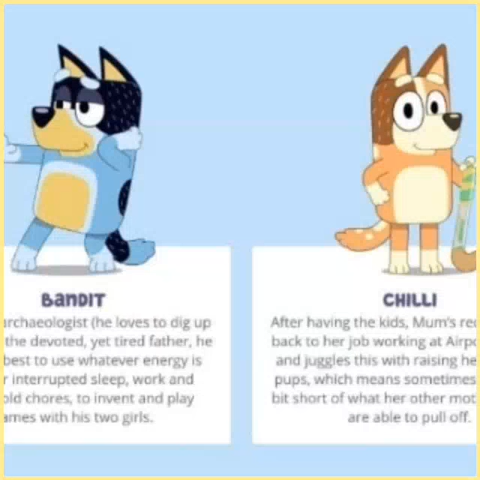 BANDIT
archaeologist (he loves to dig up
the devoted, yet tired father, he
best to use whatever energy is
r interrupted sleep, work and
old chores, to invent and play
ames with his two girls.
CHILLI
After having the kids, Mum's re
back to her job working at Airp
and juggles this with raising he
pups, which means sometimes
bit short of what her other mot
are able to pull off.